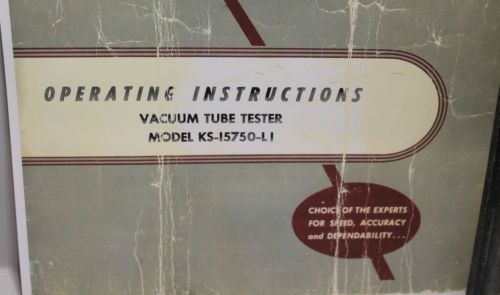 OPERATING INSTRUCTIONS
VACUUM TUBE TESTER
MODEL KS-15750-L1
CHOICE OF THE EXPERTS
FOR SPEED, ACCURACY
and DEPENDABILITY...